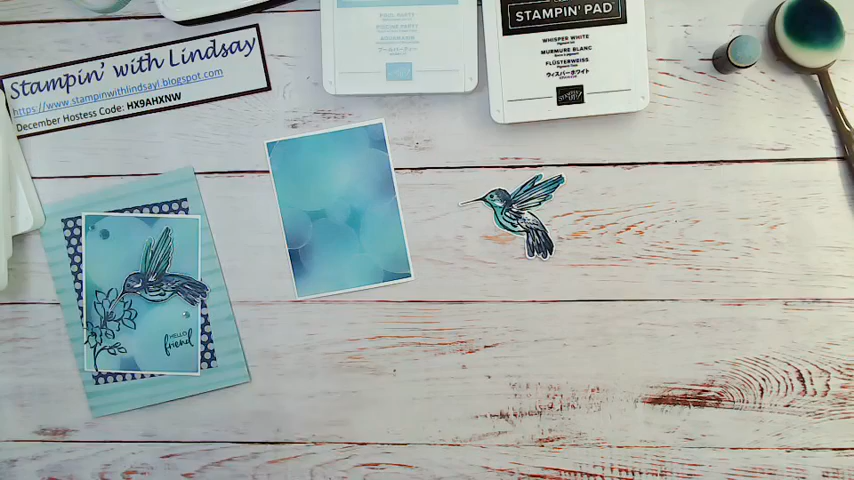 Stampin' with Lindsay
https://www.stampinwithlindsayl.blogspot.com
December Hostess Code: HX9AHXNW
POOL PARTY
STAMPIN' PAD
WHISPER WHITE
MURMURE BLANC
FLÜSTERWEISS
ウィスパーホワイト
HELLO
friend